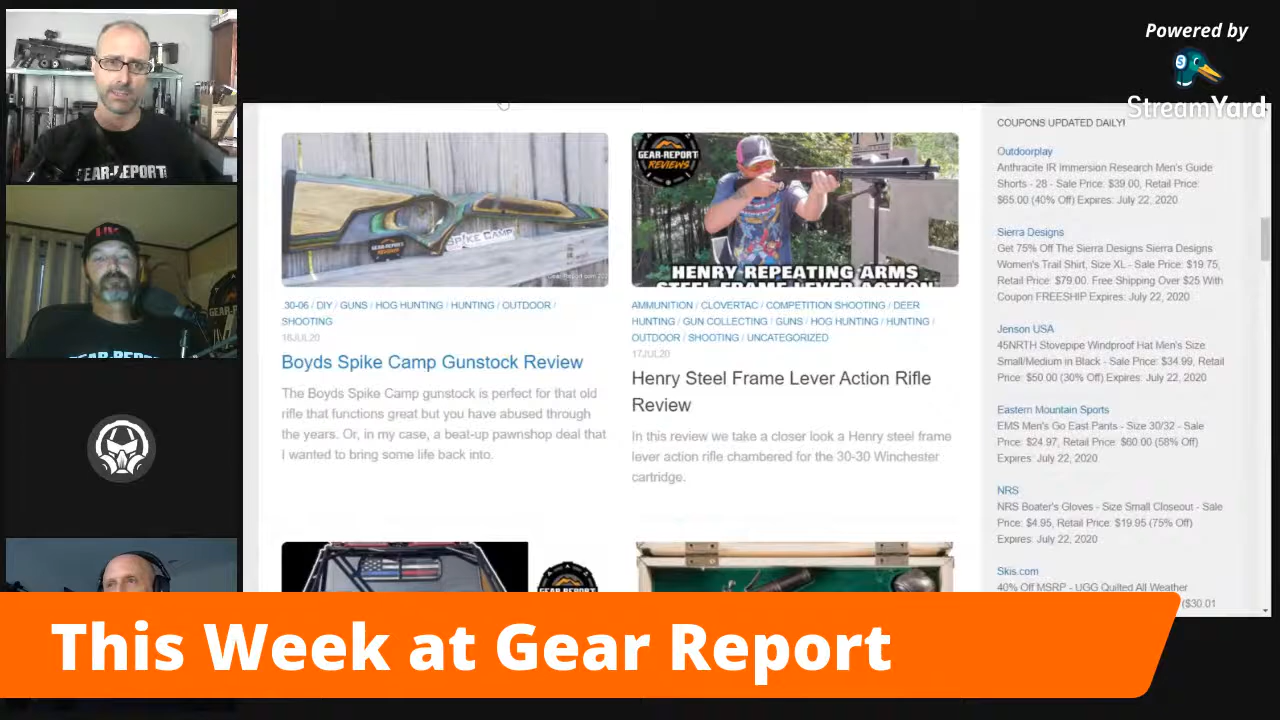 Powered by
StreamYard
GEAR-REPORT
GEAR-REPORT
REVIEWS
SPIKE CAMP
HENRY REPEATING ARMS
STEEL FRAME LEVER ACTION
30-06 / DIY / GUNS / HOG HUNTING / HUNTING / OUTDOOR /
SHOOTING
16JUL20
Boyds Spike Camp Gunstock Review
The Boyds Spike Camp gunstock is perfect for that old
rifle that functions great but you have abused through
the years. Or, in my case, a beat-up pawnshop deal that
I wanted to bring some life back into.
AMMUNITION / CLOVERTAC / COMPETITION SHOOTING / DEER
HUNTING / GUN COLLECTING / GUNS / HOG HUNTING / HUNTING /
OUTDOOR / SHOOTING / UNCATEGORIZED
17JUL20
Henry Steel Frame Lever Action Rifle
Review
In this review we take a closer look a Henry steel frame
lever action rifle chambered for the 30-30 Winchester
cartridge.
COUPONS UPDATED DAILY!
Outdoorplay
Anthracite IR Immersion Research Men's Guide
Shorts - 28 - Sale Price: $39.00, Retail Price:
$65.00 (40% Off) Expires: July 22, 2020
Sierra Designs
Get 75% Off The Sierra Designs Sierra Designs
Women's Trail Shirt, Size XL - Sale Price: $19.75,
Retail Price: $79.00. Free Shipping Over $25 With
Coupon FREESHIP Expires: July 22, 2020
Jenson USA
45NRTH Stovepipe Windproof Hat Men's Size
Small/Medium in Black - Sale Price: $34.99, Retail
Price: $50.00 (30% Off) Expires: July 22, 2020
Eastern Mountain Sports
EMS Men's Go East Pants - Size 30/32 - Sale
Price: $24.97, Retail Price: $60.00 (58% Off)
Expires: July 22, 2020
NRS
NRS Boater's Gloves - Size Small Closeout - Sale
Price: $4.95, Retail Price: $19.95 (75% Off)
Expires: July 22, 2020
Skis.com
40% Off MSRP - UGG Quilted All Weather
($30.01
GEAR-REPORT
This Week at Gear Report